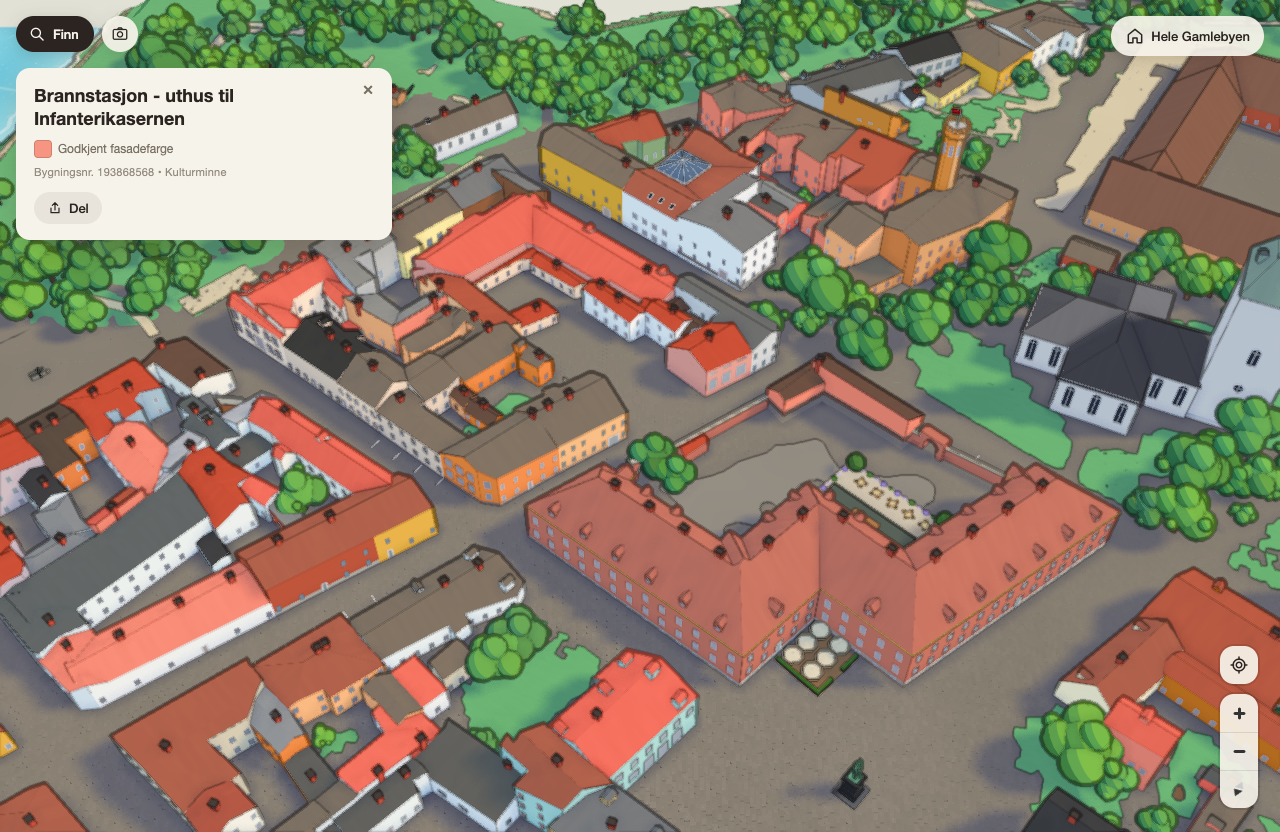 Finn
Hele Gamlebyen
Brannstasjon - uthus til
Infanterikasernen
Godkjent fasadefarge
Bygningsnr. 193868568 • Kulturminne
Del